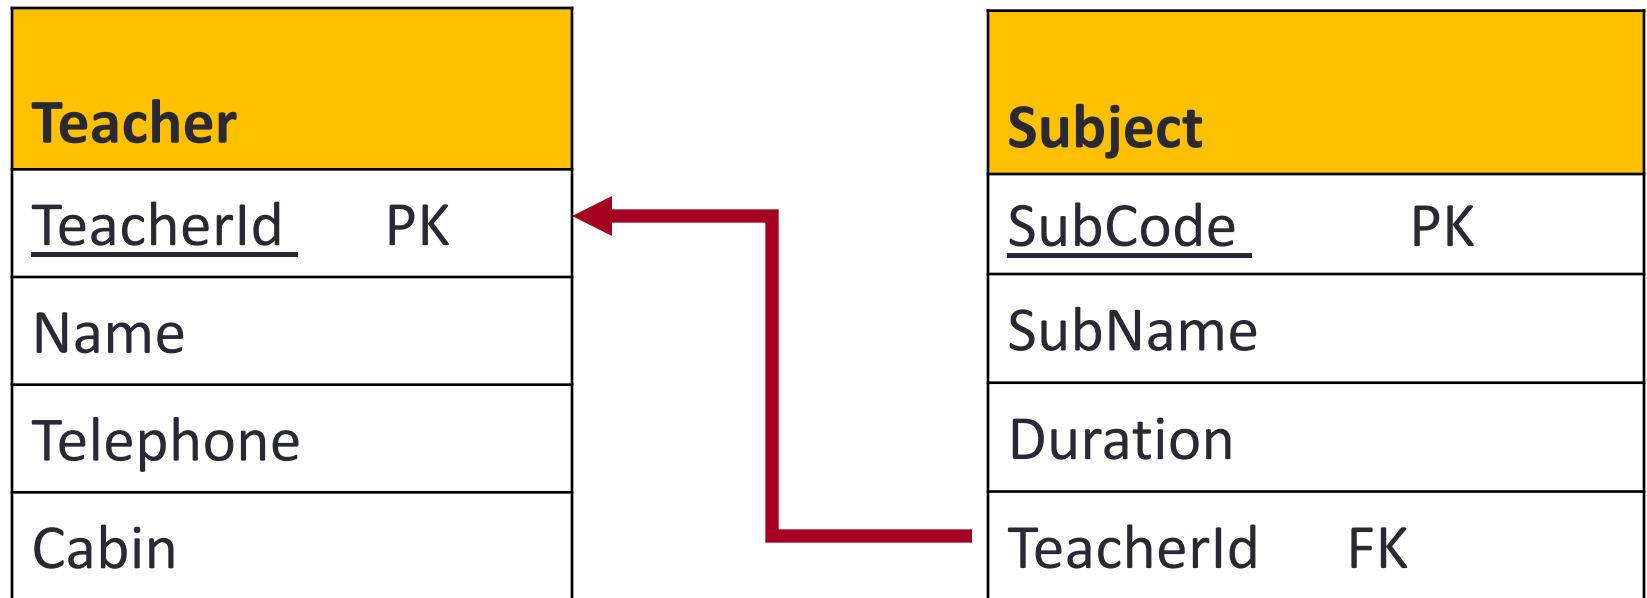 Teacher
TeacherId PK
Name
Telephone
Cabin
Subject
SubCode PK
SubName
Duration
TeacherId FK